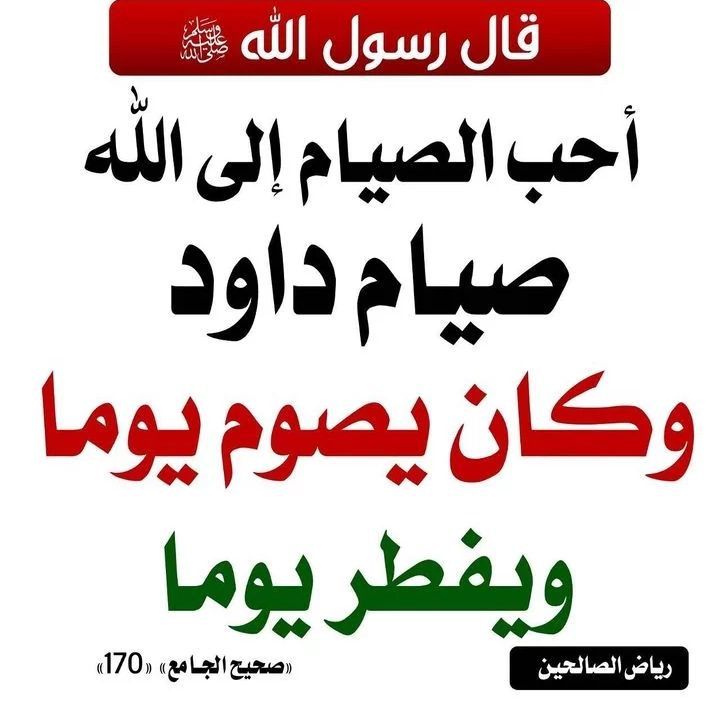 قال رسول الله ﷺ
أحب الصيام إلى الله
صيام داود
وكان يصوم يوما
ويفطر يوما
رياض الصالحين
«صحيح الجامع» «170»